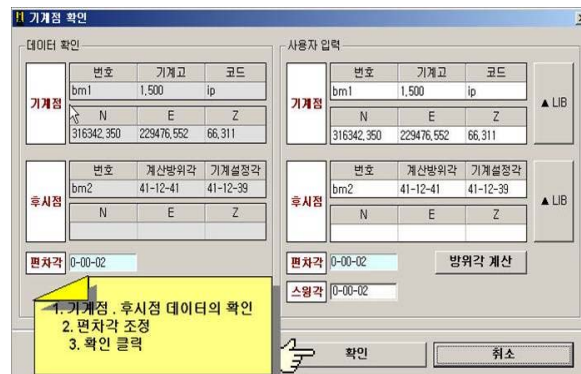 기계점 확인
데이터 확인
기계점
번호 기계고 코드
bm1 1,500 ip
N E Z
316342,350 229476,552 66,311
후시점
번호 계산방위각 기계설정각
bm2 41-12-41 41-12-39
N E Z
편차각 0-00-02
사용자 입력
기계점
번호 기계고 코드
bm1 1,500 ip
N E Z
316342,350 229476,552 66,311
▲ LIB
후시점
번호 계산방위각 기계설정각
bm2 41-12-41 41-12-39
N E Z
▲ LIB
편차각 0-00-02 방위각 계산
스윙각 0-00-02
1. 기계점 . 후시점 데이터의 확인
2. 편차각 조정
3. 확인 클릭
확인 취소